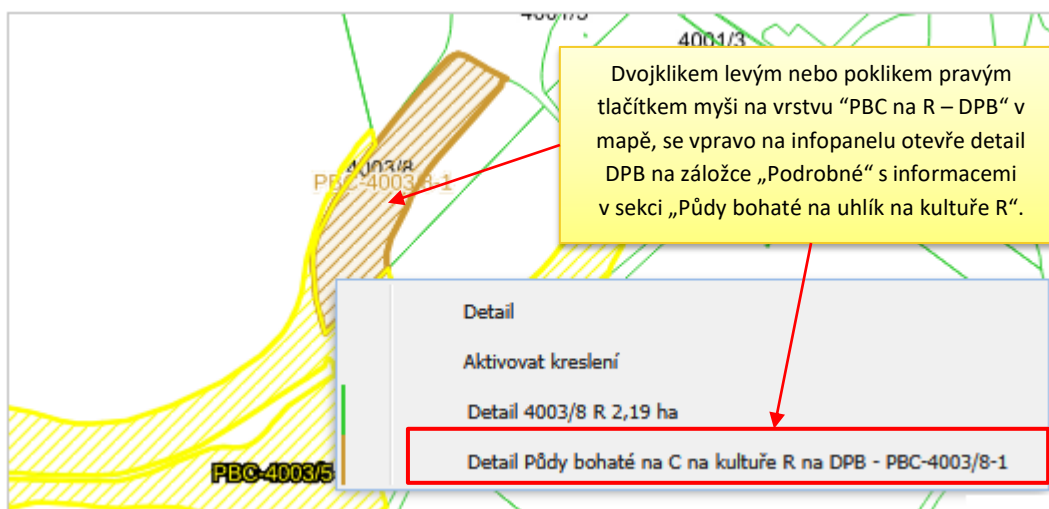 4001/3
Dvojklikem levým nebo poklikem pravým
tlačítkem myši na vrstvu “PBC na R – DPB“ v
mapě, se vpravo na infopanelu otevře detail
DPB na záložce „Podrobné“ s informacemi
v sekci „Půdy bohaté na uhlík na kultuře R“.
4003/8
PBC-4003/8-1
Detail
Aktivovat kreslení
Detail 4003/8 R 2,19 ha
Detail Půdy bohaté na C na kultuře R na DPB - PBC-4003/8-1
PBC-4003/5